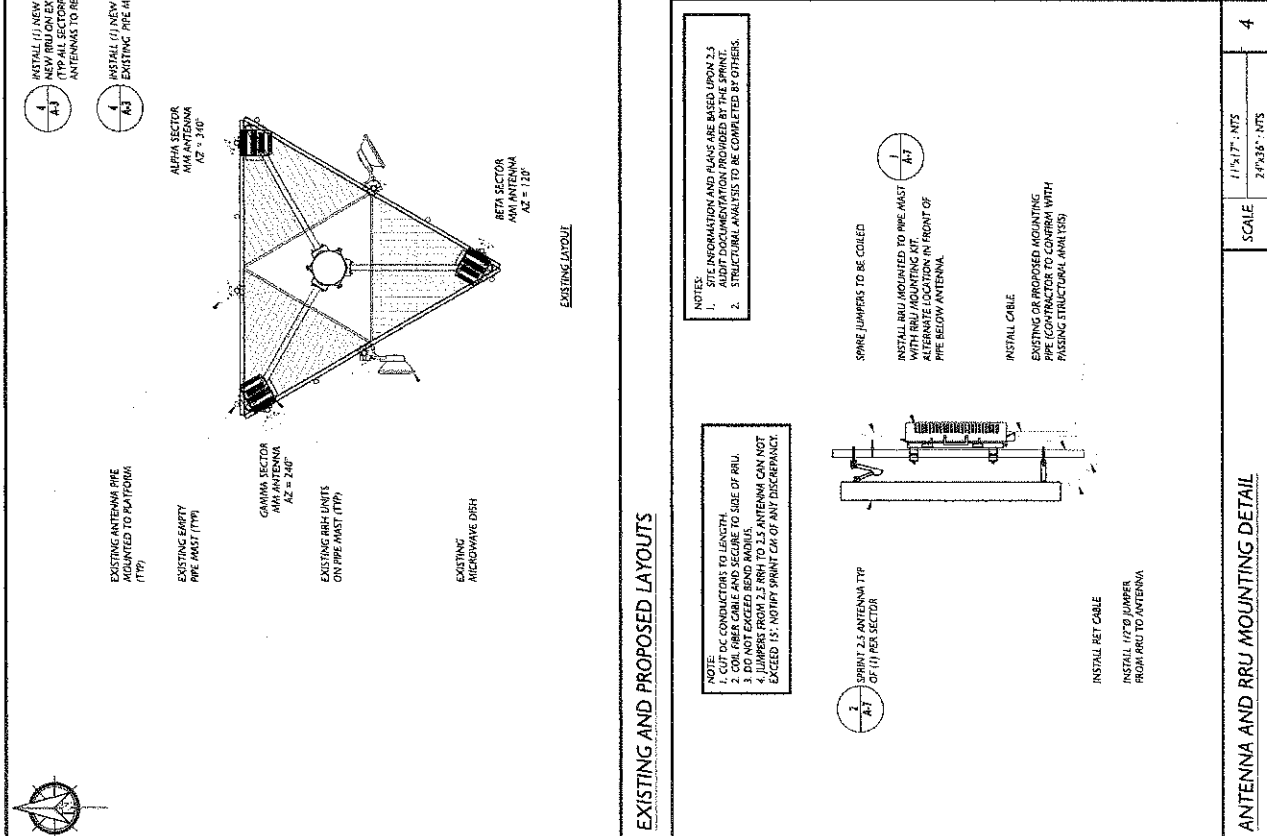 4
A-3
INSTALL (1) NEW
NEW RRU ON EX
(TYP ALL SECTORS
ANTENNAS TO RE
4
A-3
INSTALL (1) NEW
EXISTING PIPE M
ALPHA SECTOR
MM ANTENNA
AZ = 340°
BETA SECTOR
MM ANTENNA
AZ = 120°
EXISTING LAYOUT
EXISTING ANTENNA PIPE
MOUNTED TO PLATFORM
(TYP)
EXISTING EMPTY
PIPE MAST (TYP)
GAMMA SECTOR
MM ANTENNA
AZ = 240°
EXISTING RRH UNITS
ON PIPE MAST (TYP)
EXISTING
MICROWAVE DISH
EXISTING AND PROPOSED LAYOUTS
NOTE:
1. CUT DC CONDUCTORS TO LENGTH.
2. COIL FIBER CABLE AND SECURE TO SIDE OF RRU.
3. DO NOT EXCEED BEND RADIUS.
4. JUMPERS FROM 2.5 RRH TO 2.5 ANTENNA CAN NOT
EXCEED 15'. NOTIFY SPRINT CM OF ANY DISCREPANCY.
NOTES:
1. SITE INFORMATION AND PLANS ARE BASED UPON 2.5
AUDIT DOCUMENTATION PROVIDED BY THE SPRINT.
2. STRUCTURAL ANALYSIS TO BE COMPLETED BY OTHERS.
2
A-7
SPRINT 2.5 ANTENNA TYP
OF (1) PER SECTOR
INSTALL RET CABLE
INSTALL 1/2"Ø JUMPER
FROM RRU TO ANTENNA
SPARE JUMPERS TO BE COILED
INSTALL RRU MOUNTED TO PIPE MAST
WITH RRU MOUNTING KIT.
ALTERNATE LOCATION IN FRONT OF
PIPE BELOW ANTENNA.
1
A-7
INSTALL CABLE
EXISTING OR PROPOSED MOUNTING
PIPE (CONTRACTOR TO CONFIRM WITH
PASSING STRUCTURAL ANALYSIS)
ANTENNA AND RRU MOUNTING DETAIL
SCALE
11"x17" : NTS
24"x36" : NTS
4